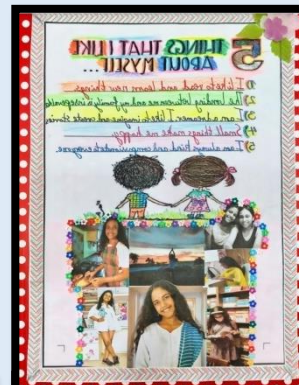 5 THINGS THAT I LIKE
ABOUT MYSELF...
1) I like to read and learn new things.
2) The bonding between me and my family is inseparable.
3) I am a dreamer. I like to imagine and create stories.
4) Small things make me happy.
5) I am always kind and compassionate to everyone.